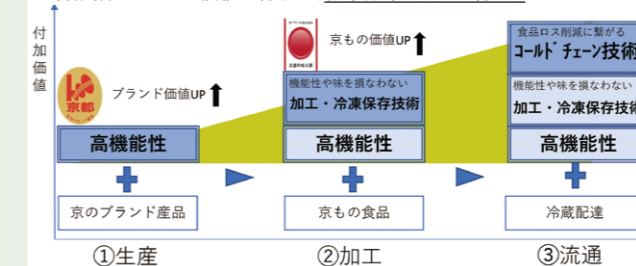 付加価値
京都
ブランド価値UP
高機能性
京のブランド産品
①生産
京もの価値UP
機能性や味を損なわない
加工・冷凍保存技術
高機能性
京もの食品
②加工
食品ロス削減に繋がる
コールドチェーン技術
機能性や味を損なわない
加工・冷凍保存技術
高機能性
冷蔵配達
③流通